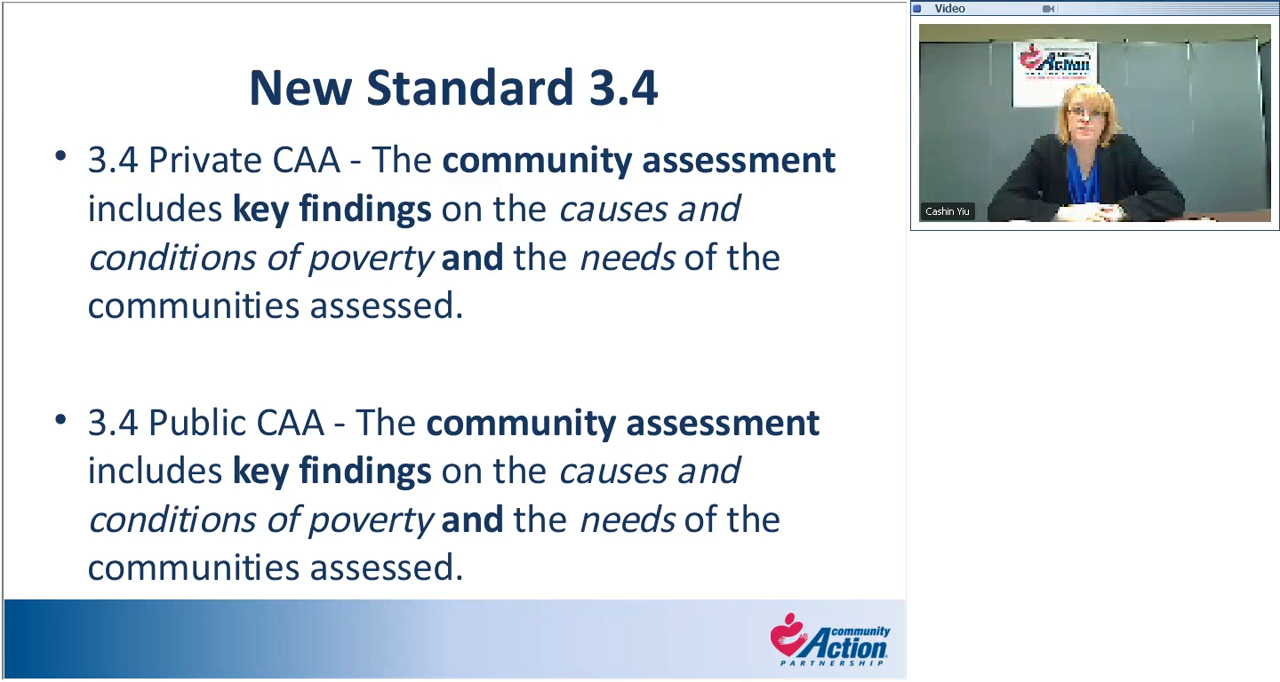 New Standard 3.4
• 3.4 Private CAA - The community assessment
includes key findings on the causes and
conditions of poverty and the needs of the
communities assessed.
• 3.4 Public CAA - The community assessment
includes key findings on the causes and
conditions of poverty and the needs of the
communities assessed.
community
Action
PARTNERSHIP
Video
Action
Cashin Yiu